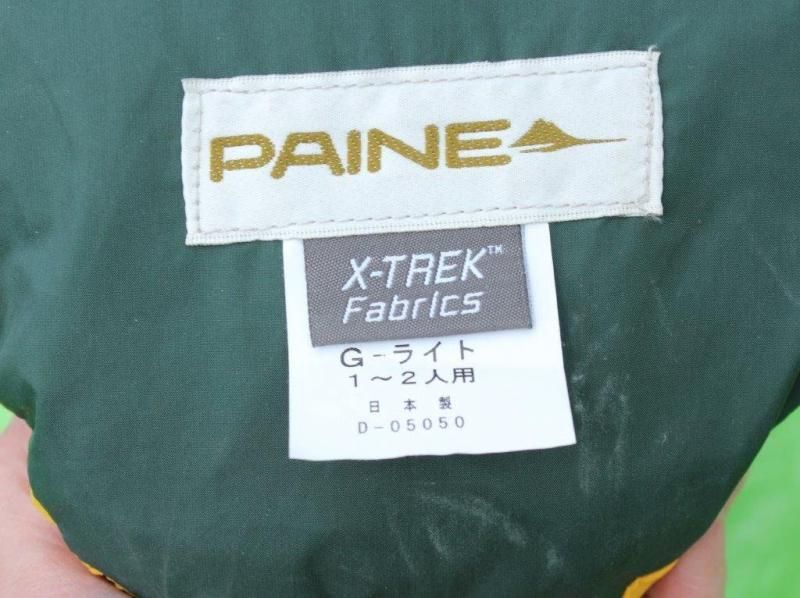 PAINE
X-TREK™
Fabrics
G-ライト
1~2人用
日本製
D-05050